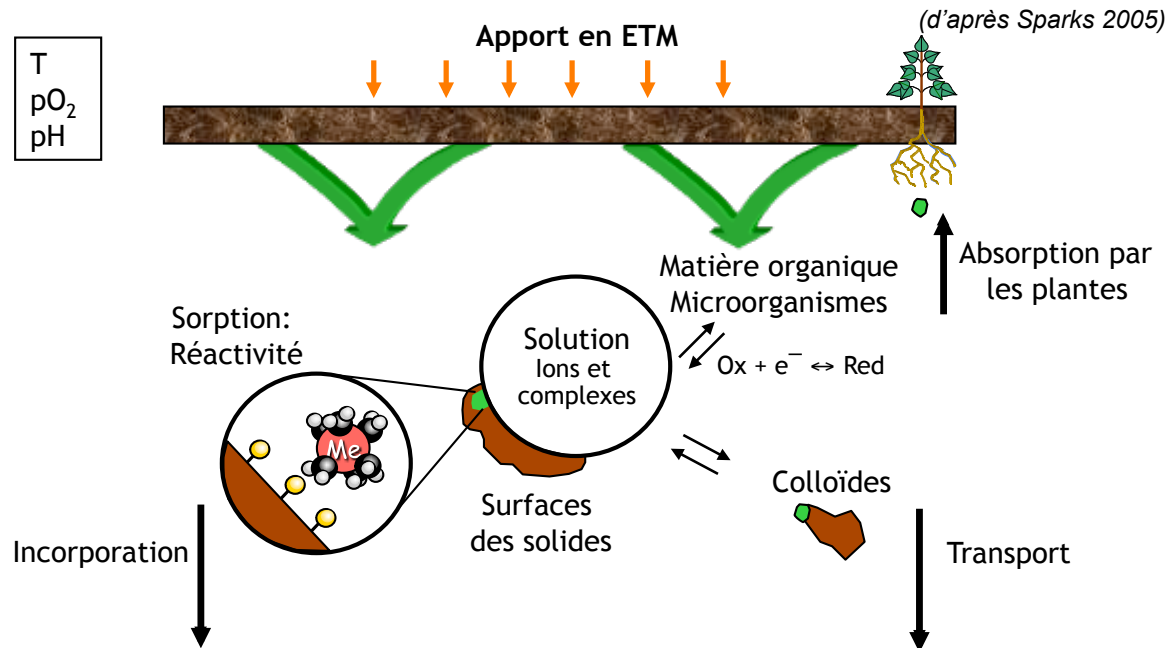 (d'après Sparks 2005)
Apport en ETM
T
pO₂
pH
Absorption par
les plantes
Matière organique
Microorganismes
Sorption:
Réactivité
Solution
Ions et
complexes
Ox + e⁻ ↔ Red
Me
Colloïdes
Surfaces
des solides
Incorporation
Transport